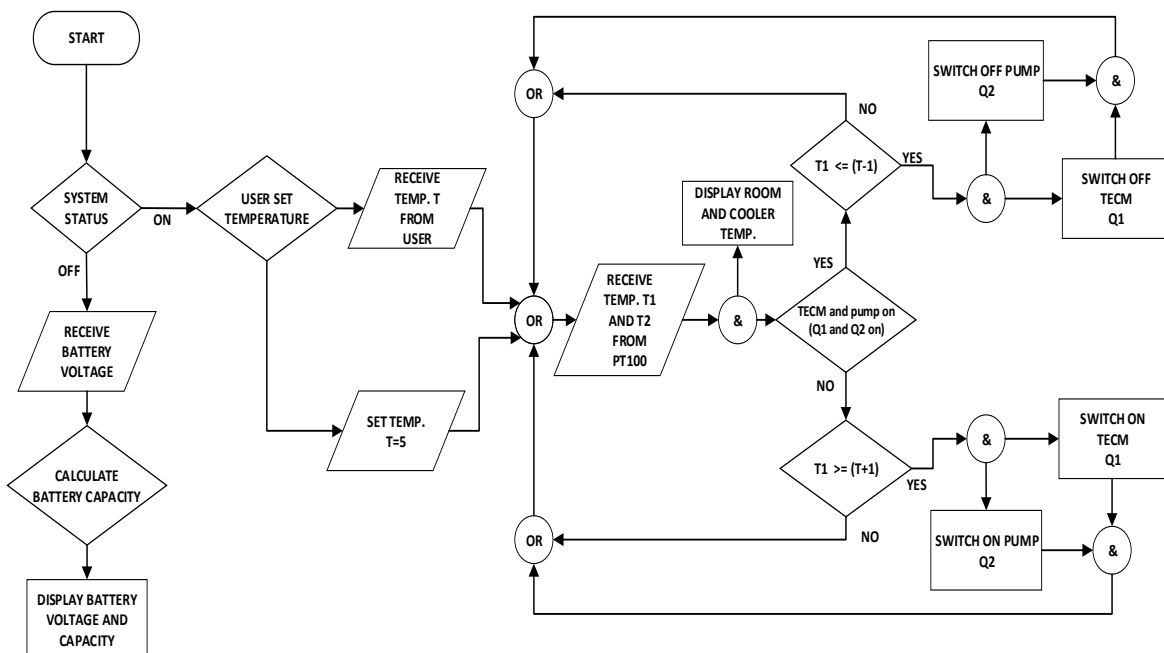 START
SYSTEM
STATUS
ON
OFF
RECEIVE
BATTERY
VOLTAGE
CALCULATE
BATTERY CAPACITY
DISPLAY BATTERY
VOLTAGE AND
CAPACITY
USER SET
TEMPERATURE
RECEIVE
TEMP. T
FROM
USER
SET TEMP.
T=5
OR
OR
OR
RECEIVE
TEMP. T1
AND T2
FROM
PT100
DISPLAY ROOM
AND COOLER
TEMP.
&
TECM and pump on
(Q1 and Q2 on)
YES
NO
T1 <= (T-1)
NO
YES
&
SWITCH OFF PUMP
Q2
&
SWITCH OFF
TECM
Q1
T1 >= (T+1)
YES
NO
&
SWITCH ON
TECM
Q1
SWITCH ON PUMP
Q2
&